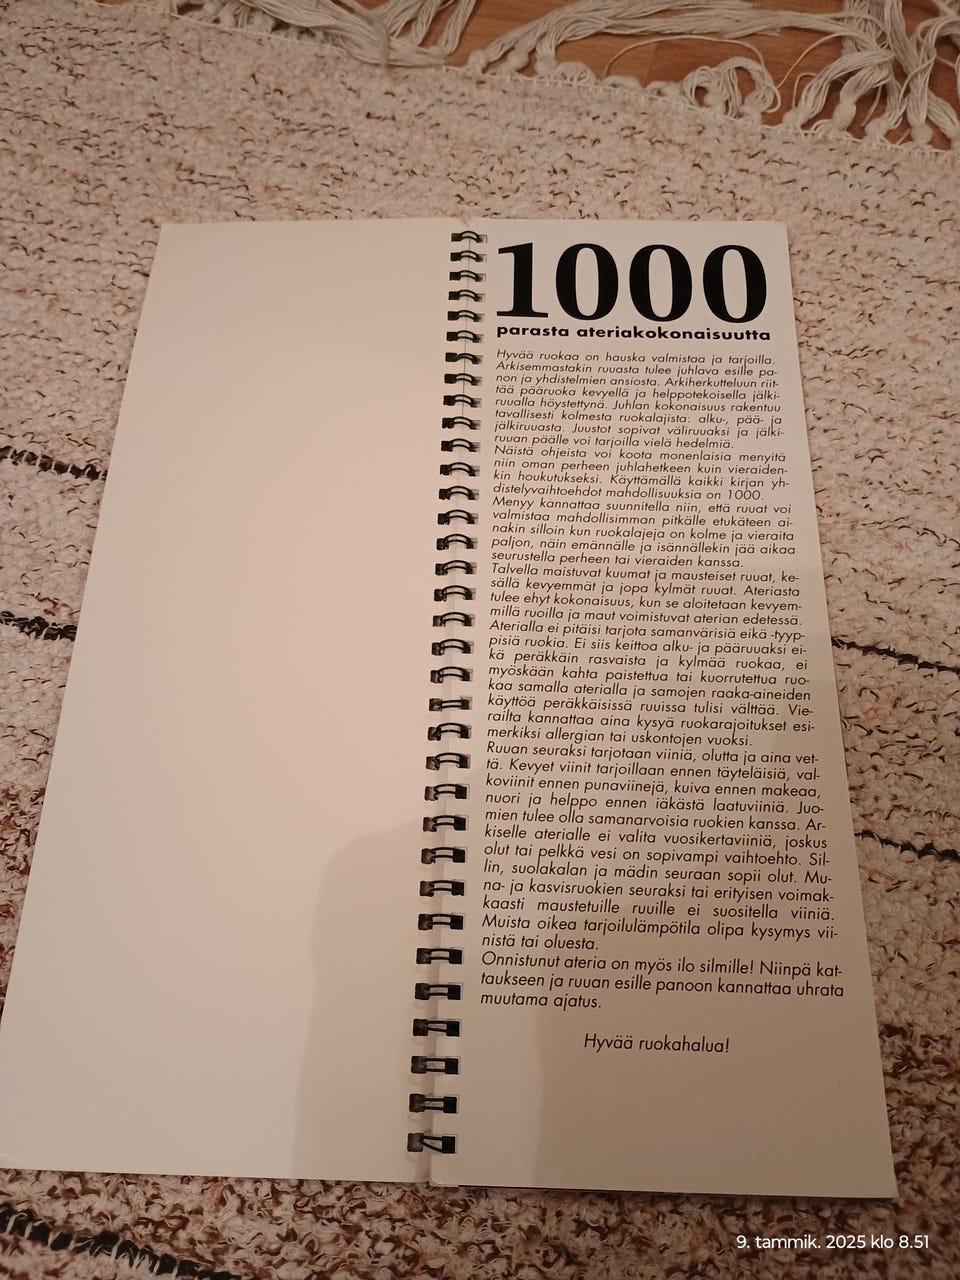 1000
parasta ateriakokonaisuutta
Hyvää ruokaa on hauska valmistaa ja tarjoilla.
Arkisemmastakin ruuasta tulee juhlava esille pa-
non ja yhdistelmien ansiosta. Arkiherkutteluun riit-
tää pääruoka kevyellä ja helppotekoisella jälki-
ruualla höystettynä. Juhlan kokonaisuus rakentuu
tavallisesti kolmesta ruokalajista: alku-, pää- ja
jälkiruuasta. Juustot sopivat väliruuaksi ja jälki-
ruuan päälle voi tarjoilla vielä hedelmiä.
Näistä ohjeista voi koota monenlaisia menyitä
niin oman perheen juhlahetkeen kuin vieraiden-
kin houkutukseksi. Käyttämällä kaikki kirjan yh-
distelyvaihtoehdot mahdollisuuksia on 1000.
Menyy kannattaa suunnitella niin, että ruuat voi
valmistaa mahdollisimman pitkälle etukäteen ai-
nakin silloin kun ruokalajeja on kolme ja vieraita
paljon, näin emännälle ja isännällekin jää aikaa
seurustella perheen tai vieraiden kanssa.
Talvella maistuvat kuumat ja mausteiset ruuat, ke-
sällä kevyemmät ja jopa kylmät ruuat. Ateriasta
tulee ehyt kokonaisuus, kun se aloitetaan kevyem-
millä ruoilla ja maut voimistuvat aterian edetessä.
Aterialla ei pitäisi tarjota samanvärisiä eikä -tyyp-
pisiä ruokia. Ei siis keittoa alku- ja pääruuaksi ei-
kä peräkkäin rasvaista ja kylmää ruokaa, ei
myöskään kahta paistettua tai kuorrutettua ruo-
kaa samalla aterialla ja samojen raaka-aineiden
käyttöä peräkkäisissä ruuissa tulisi välttää. Vie-
railta kannattaa aina kysyä ruokarajoitukset esi-
merkiksi allergian tai uskontojen vuoksi.
Ruuan seuraksi tarjotaan viiniä, olutta ja aina vet-
tä. Kevyet viinit tarjoillaan ennen täyteläisiä, val-
koviinit ennen punaviinejä, kuiva ennen makeaa,
nuori ja helppo ennen iäkästä laatuviiniä. Juo-
mien tulee olla samanarvoisia ruokien kanssa. Ar-
kiselle aterialle ei valita vuosikertaviiniä, joskus
olut tai pelkkä vesi on sopivampi vaihtoehto. Sil-
lin, suolakalan ja mädin seuraan sopii olut. Mu-
na- ja kasvisruokien seuraksi tai erityisen voimak-
kaasti maustetuille ruuille ei suositella viiniä.
Muista oikea tarjoilulämpötila olipa kysymys vii-
nistä tai oluesta.
Onnistunut ateria on myös ilo silmille! Niinpä kat-
taukseen ja ruuan esille panoon kannattaa uhrata
muutama ajatus.
Hyvää ruokahalua!
9. tammik. 2025 klo 8.51